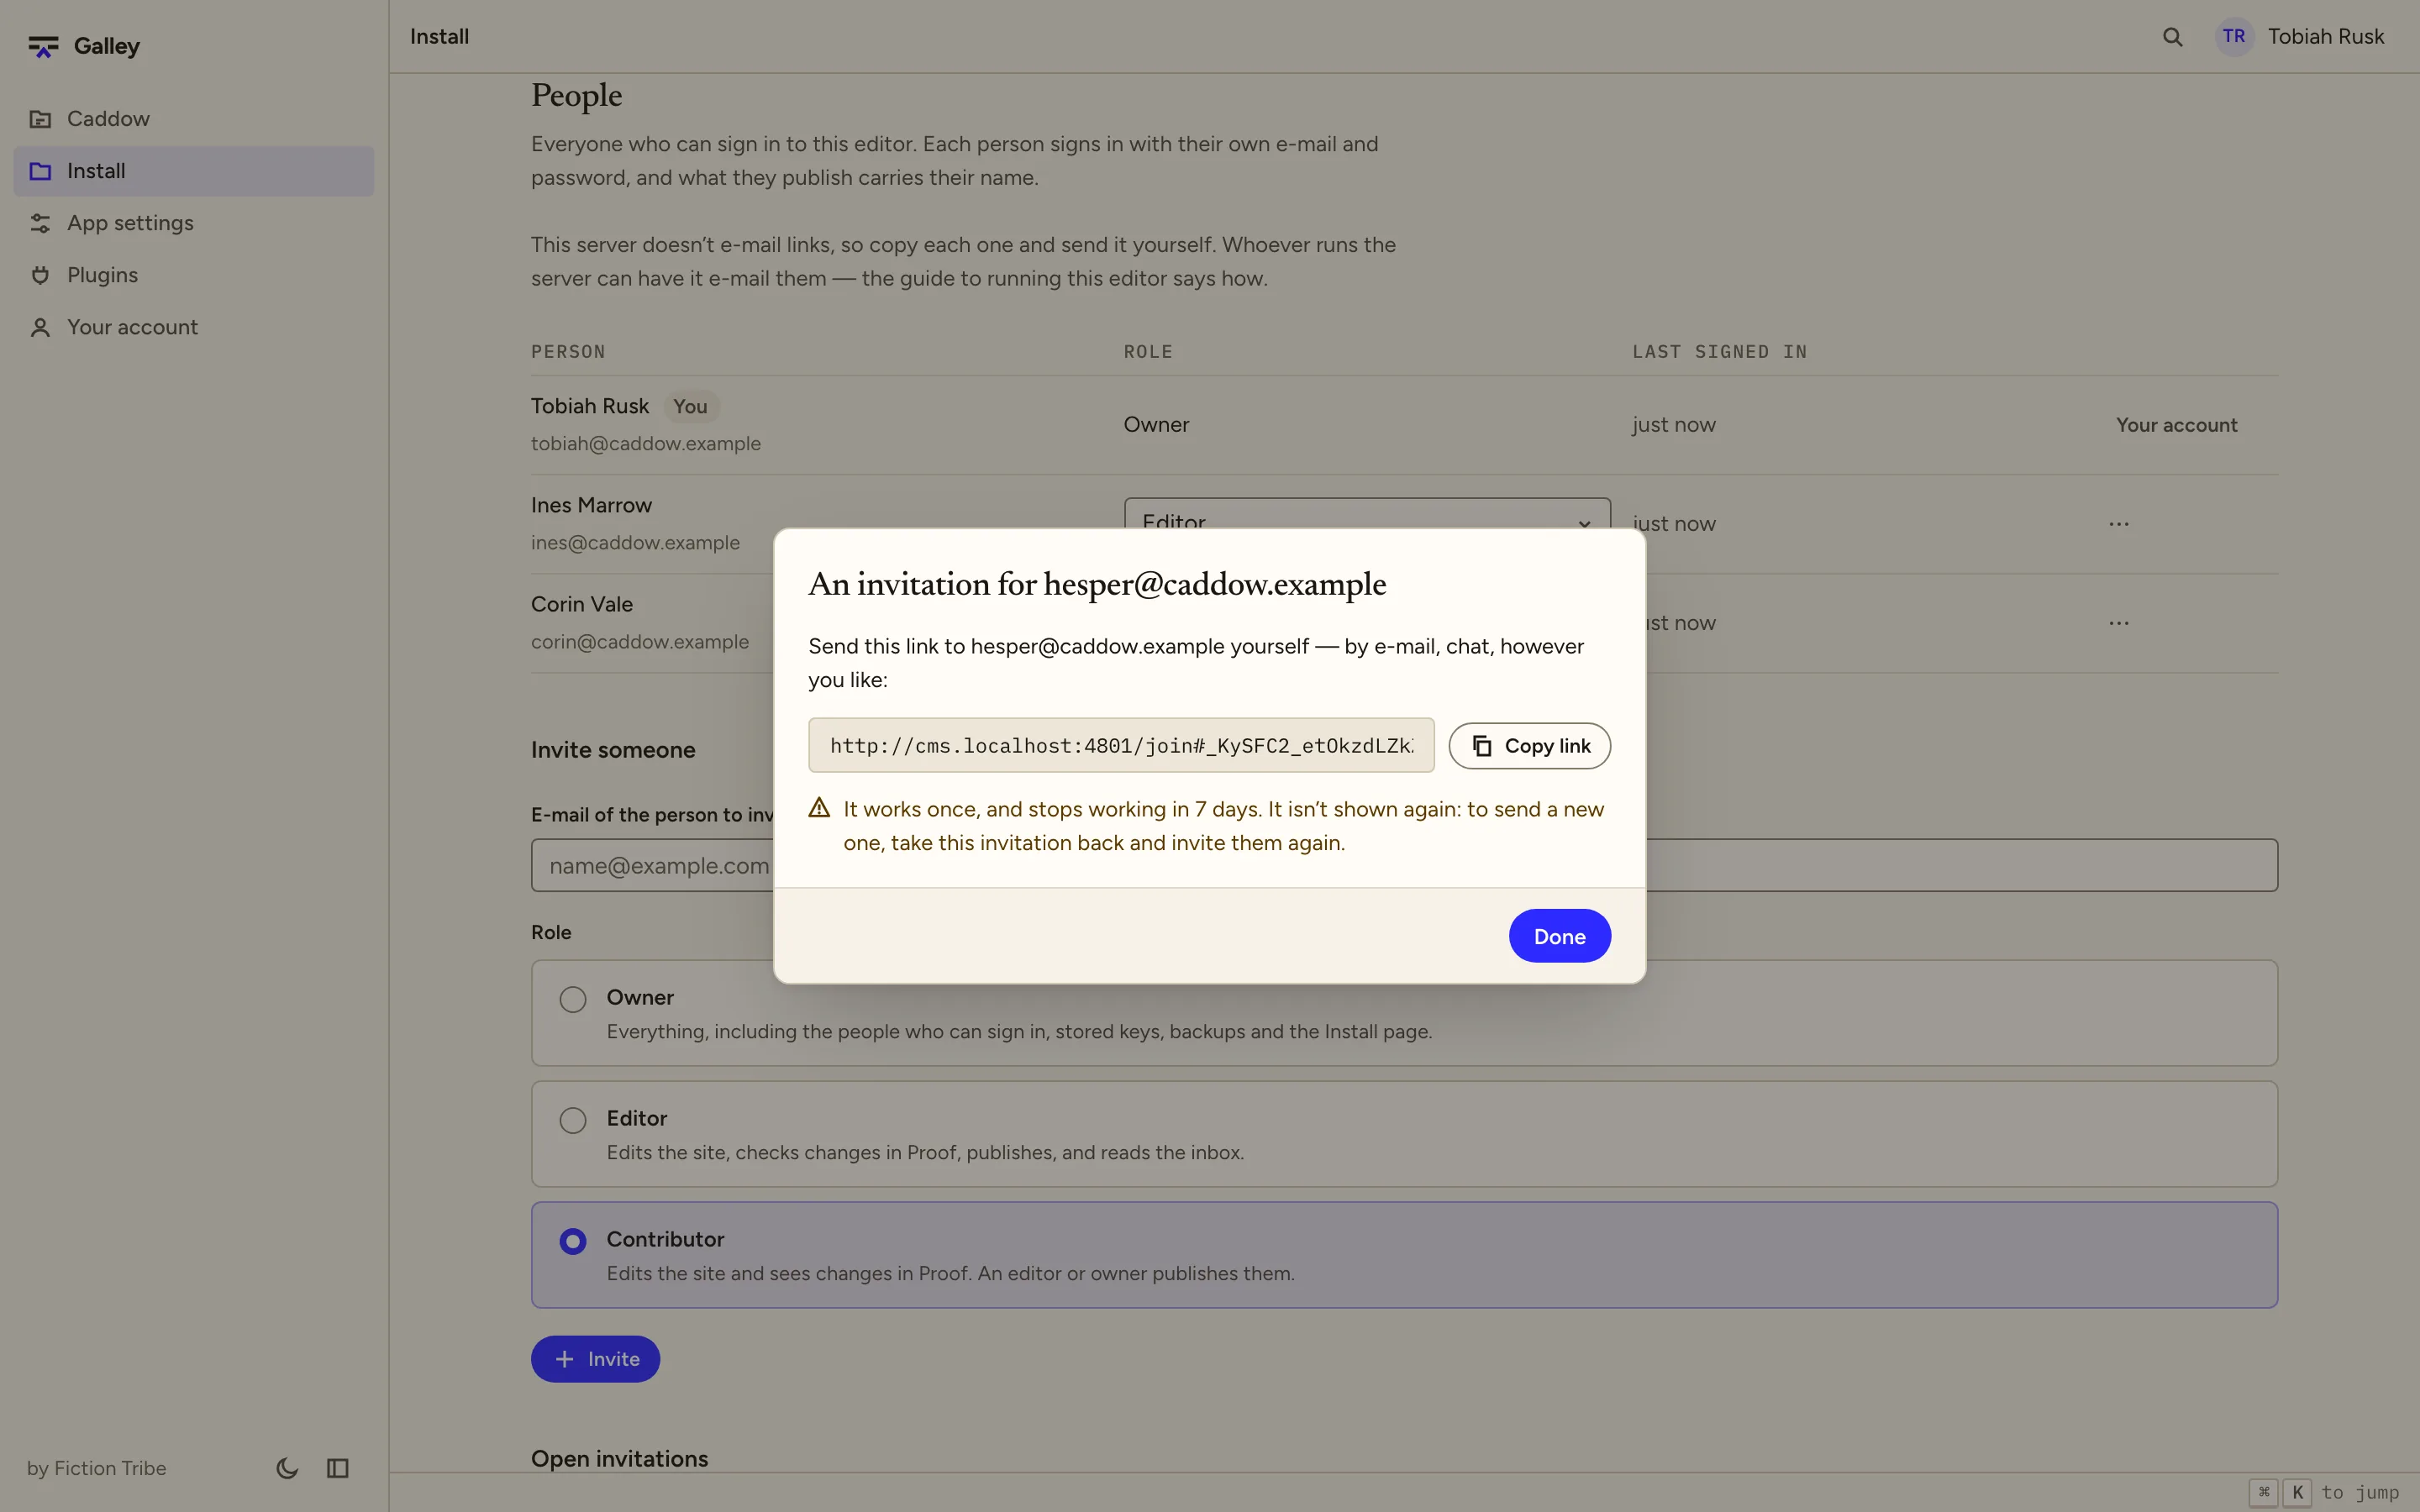 Galley
Caddow
Install
App settings
Plugins
Your account
by Fiction Tribe
Install
TR
Tobiah Rusk
People
Everyone who can sign in to this editor. Each person signs in with their own e-mail and
password, and what they publish carries their name.
This server doesn’t e-mail links, so copy each one and send it yourself. Whoever runs the
server can have it e-mail them — the guide to running this editor says how.
PERSON ROLE LAST SIGNED IN
Tobiah Rusk You
tobiah@caddow.example
Owner
just now
Your account
Ines Marrow
ines@caddow.example
Editor
just now
Corin Vale
corin@caddow.example
just now
An invitation for hesper@caddow.example
Send this link to hesper@caddow.example yourself — by e-mail, chat, however
you like:
http://cms.localhost:4801/join#_KySFC2_etOkzdLZk
Copy link
It works once, and stops working in 7 days. It isn’t shown again: to send a new
one, take this invitation back and invite them again.
Done
Invite someone
E-mail of the person to inv
name@example.com
Role
Owner
Everything, including the people who can sign in, stored keys, backups and the Install page.
Editor
Edits the site, checks changes in Proof, publishes, and reads the inbox.
Contributor
Edits the site and sees changes in Proof. An editor or owner publishes them.
Invite
Open invitations
⌘ K to jump